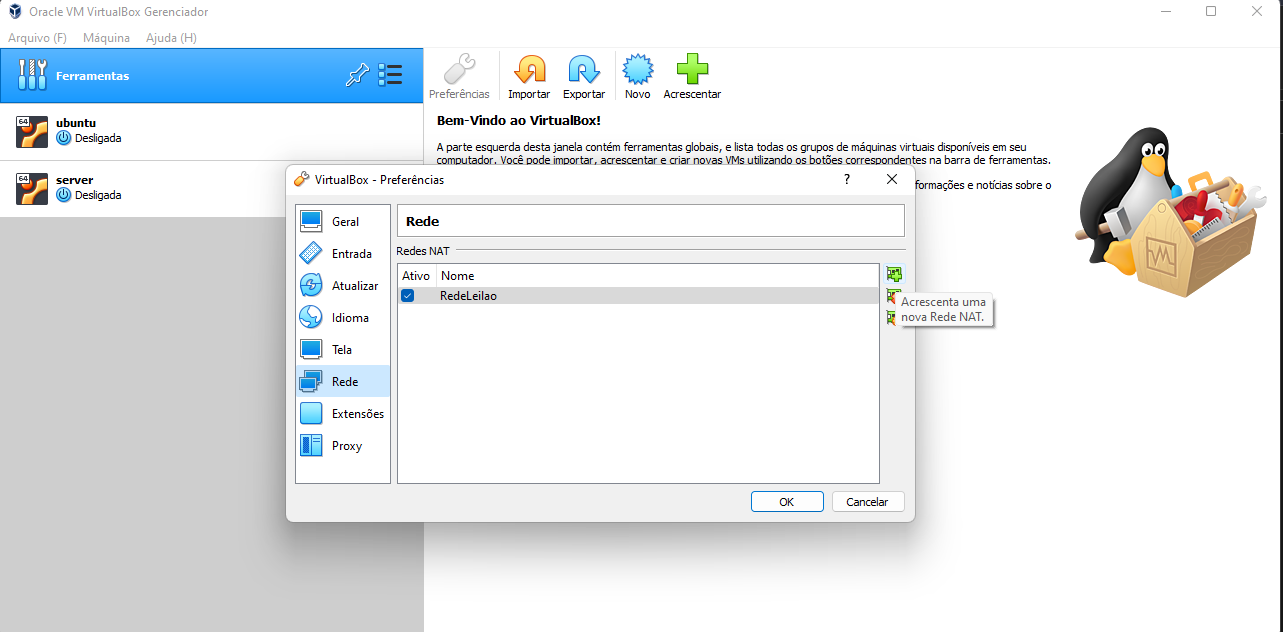 Oracle VM VirtualBox Gerenciador
Arquivo (F) Máquina Ajuda (H)
Ferramentas
Preferências Importar Exportar Novo Acrescentar
64
ubuntu
Desligada
64
server
Desligada
Bem-Vindo ao VirtualBox!
A parte esquerda desta janela contém ferramentas globais, e lista todas os grupos de máquinas virtuais disponíveis em seu
computador. Você pode importar, acrescentar e criar novas VMs utilizando os botões correspondentes na barra de ferramentas.
formações e notícias sobre o
VirtualBox - Preferências
?
Geral
Entrada
Atualizar
Idioma
Tela
Rede
Extensões
Proxy
Rede
Redes NAT
Ativo Nome
RedeLeilao
Acrescenta uma
nova Rede NAT.
OK Cancelar